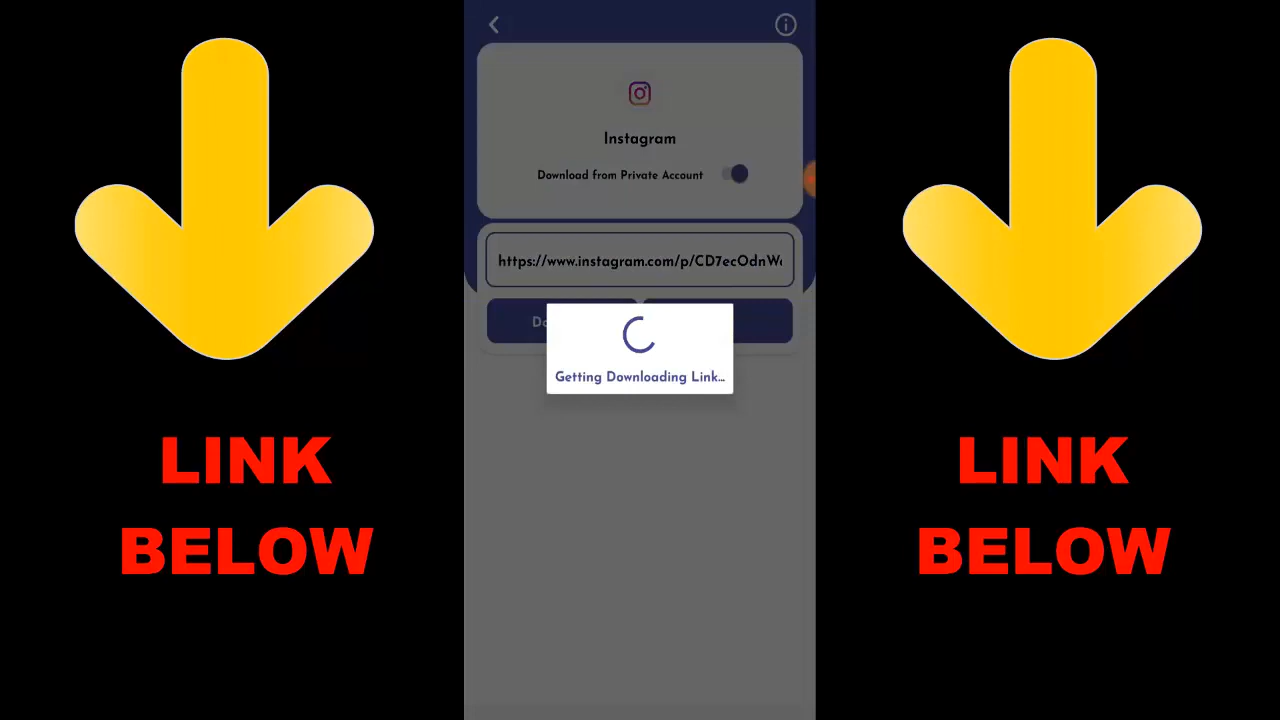 Instagram
Download from Private Account
https://www.instagram.com/p/CD7ecOdnW
Getting Downloading Link...
LINK
BELOW
LINK
BELOW